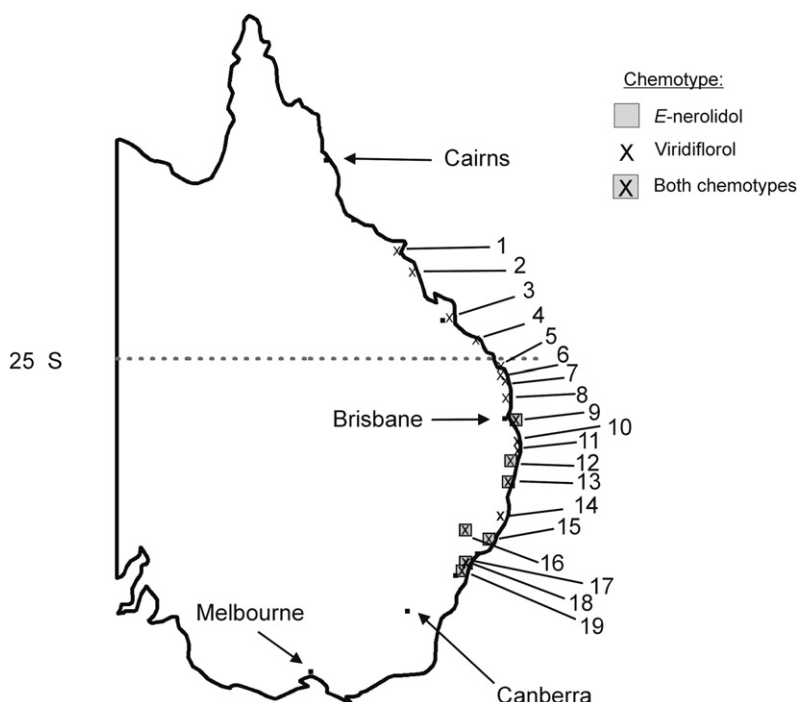 Chemotype:
E-nerolidol
X Viridiflorol
X Both chemotypes
Cairns
1
2
3
4
25 S
5
6
7
8
Brisbane
9
10
11
12
13
14
15
16
17
18
19
Melbourne
Canberra